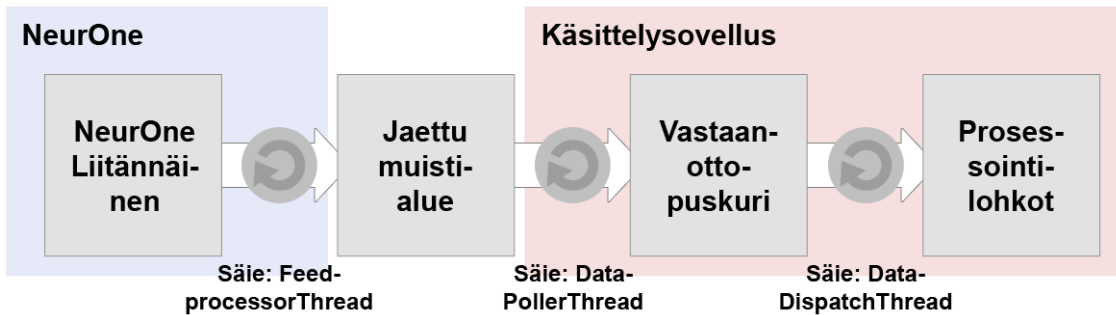 NeurOne
Käsittelysovellus
NeurOne
Liitännäi-
nen
Jaettu
muisti-
alue
Vastaan-
otto-
puskuri
Proses-
sointi-
lohkot
Säie: Feed-
processorThread
Säie: Data-
PollerThread
Säie: Data-
DispatchThread